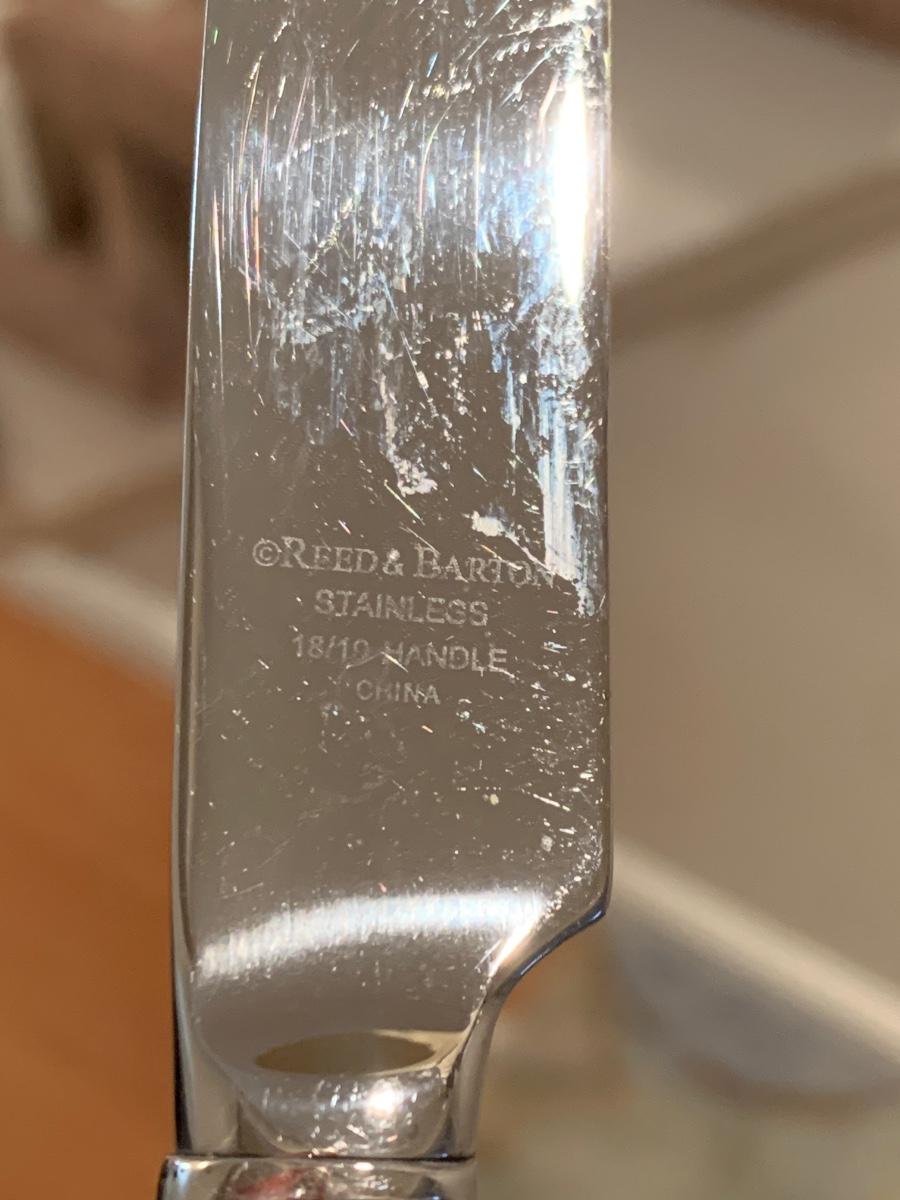 ©REED & BARTON
STAINLESS
18/10 HANDLE
CHINA